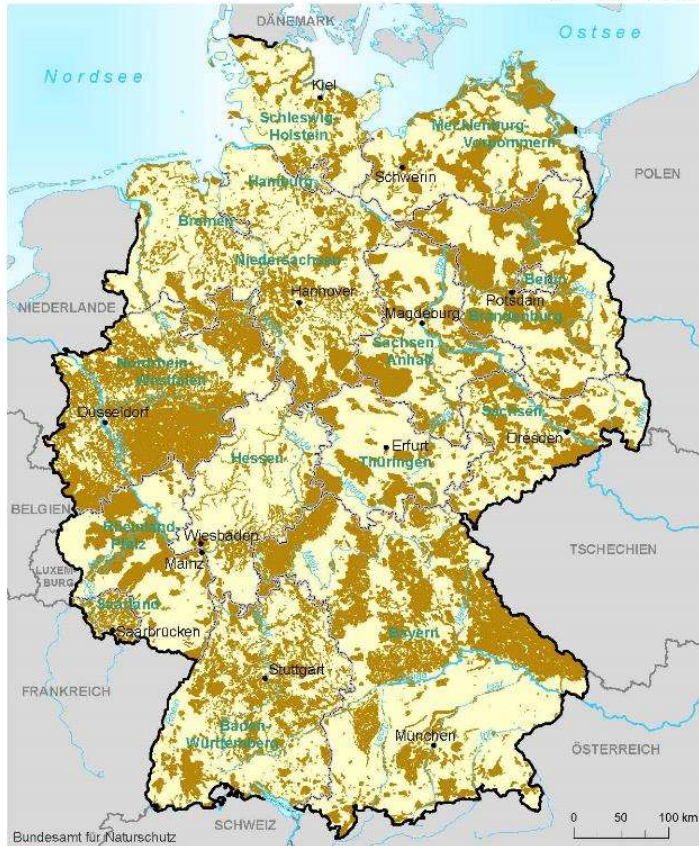 DÄNEMARK
Ostsee
Nordsee
Kiel
Schleswig-
Holstein
Mecklenburg-
Vorpommern
Schwerin
POLEN
Hamburg
Bremen
Niedersachsen
Hannover
Berlin
Potsdam
Brandenburg
NIEDERLANDE
Magdeburg
Sachsen
Anhalt
Nordrhein-
Westfalen
Düsseldorf
Sachsen
Dresden
Erfurt
Thüringen
Hessen
BELGIEN
Rheinland-
Pfalz
Wiesbaden
Mainz
TSCHECHIEN
LUXEM-
BURG
Saarland
Saarbrücken
Bayern
FRANKREICH
Stuttgart
Baden-
Württemberg
München
ÖSTERREICH
SCHWEIZ
0 50 100 km
Bundesamt für Naturschutz